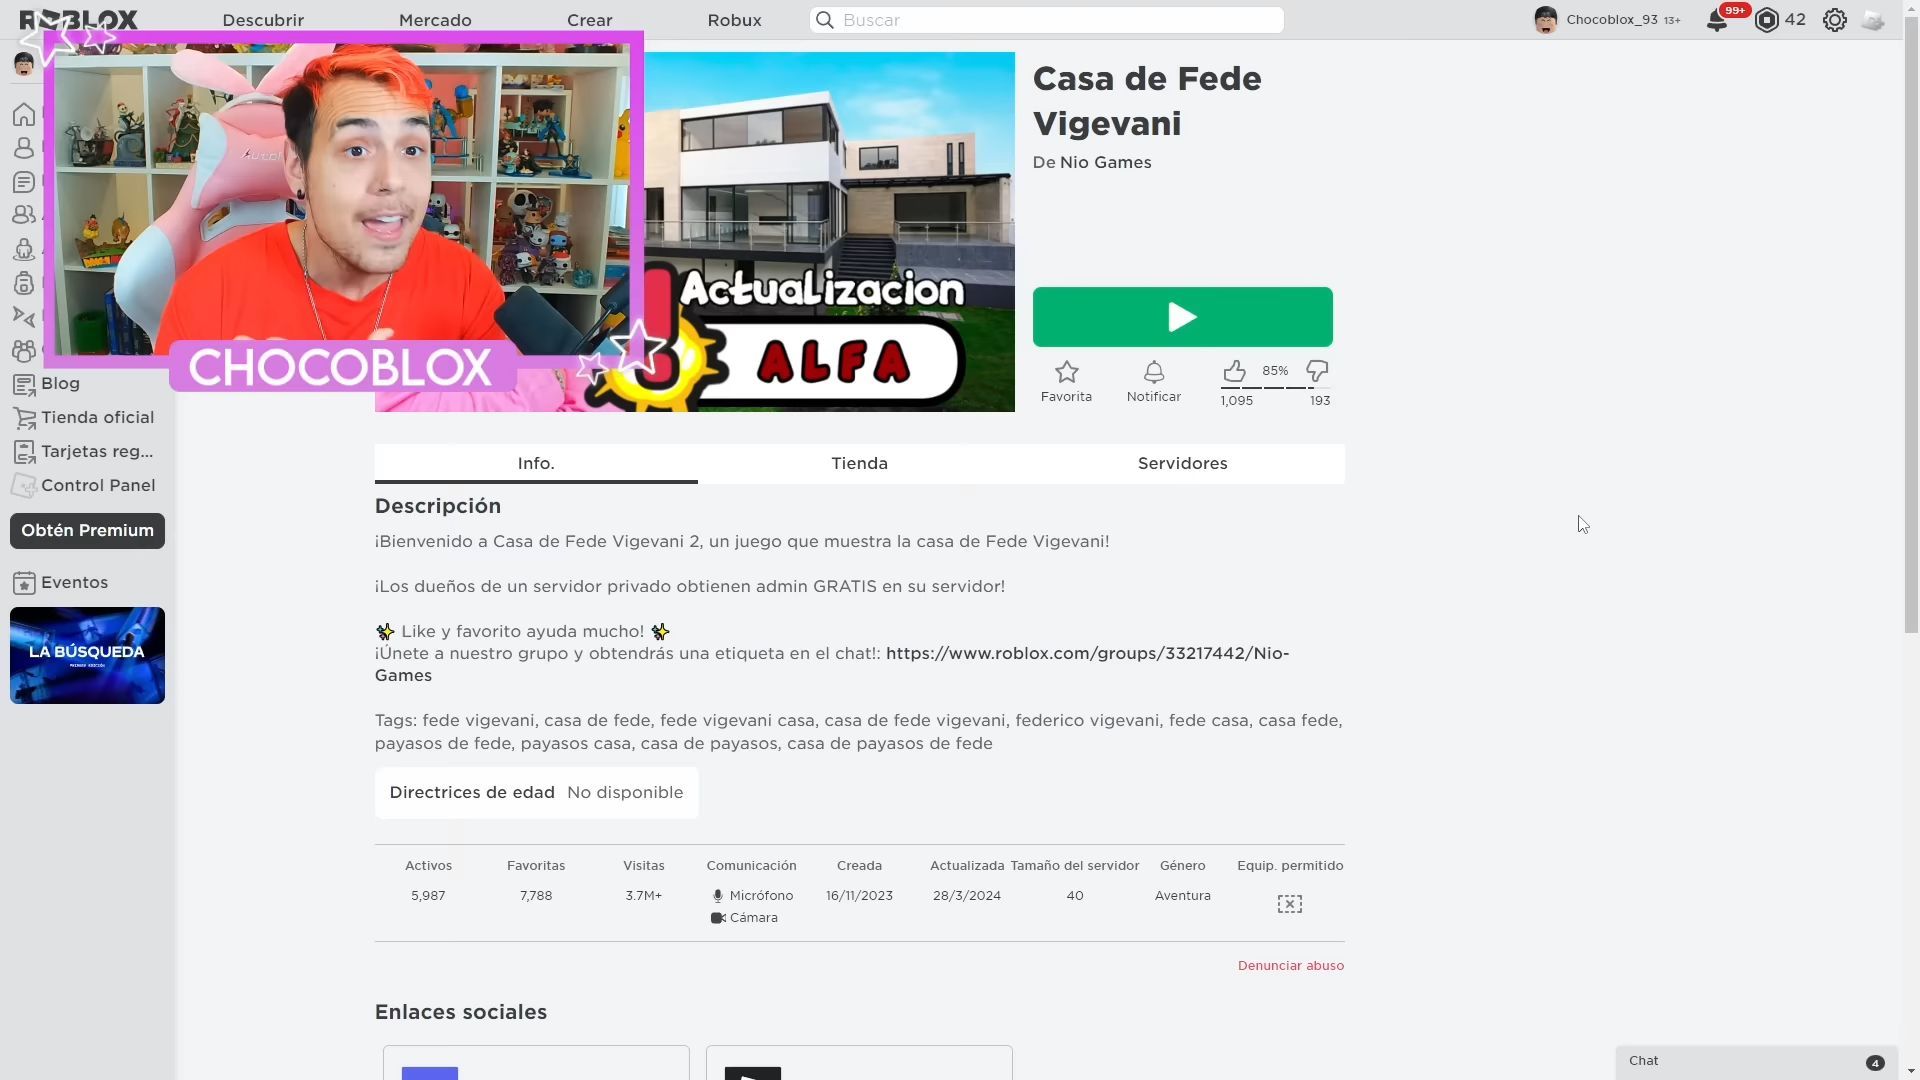 ROBLOX
Descubrir
Mercado
Crear
Robux
Buscar
Chocoblox_93 13+
99+
42
CHOCOBLOX
Actualizacion
ALFA
Casa de Fede
Vigevani
De Nio Games
Favorita
Notificar
85%
1,095
193
Blog
Tienda oficial
Tarjetas reg...
Control Panel
Obtén Premium
Eventos
LA BÚSQUEDA
PRIMERA EDICIÓN
Info.
Tienda
Servidores
Descripción
¡Bienvenido a Casa de Fede Vigevani 2, un juego que muestra la casa de Fede Vigevani!
¡Los dueños de un servidor privado obtienen admin GRATIS en su servidor!
✨ Like y favorito ayuda mucho! ✨
¡Únete a nuestro grupo y obtendrás una etiqueta en el chat!: https://www.roblox.com/groups/33217442/Nio-
Games
Tags: fede vigevani, casa de fede, fede vigevani casa, casa de fede vigevani, federico vigevani, fede casa, casa fede,
payasos de fede, payasos casa, casa de payasos, casa de payasos de fede
Directrices de edad No disponible
Activos Favoritas Visitas Comunicación Creada Actualizada Tamaño del servidor Género Equip. permitido
5,987 7,788 3.7M+ Micrófono 16/11/2023 28/3/2024 40 Aventura
Cámara
Denunciar abuso
Enlaces sociales
Chat
4